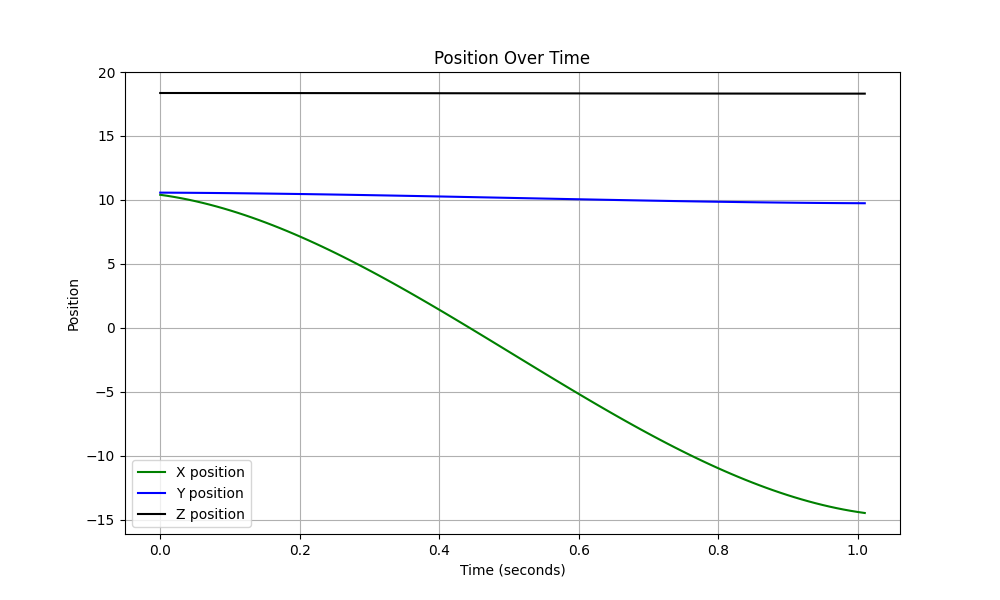 Position Over Time
Position
20
15
10
5
0
−5
−10
−15
X position
Y position
Z position
0.0 0.2 0.4 0.6 0.8 1.0
Time (seconds)